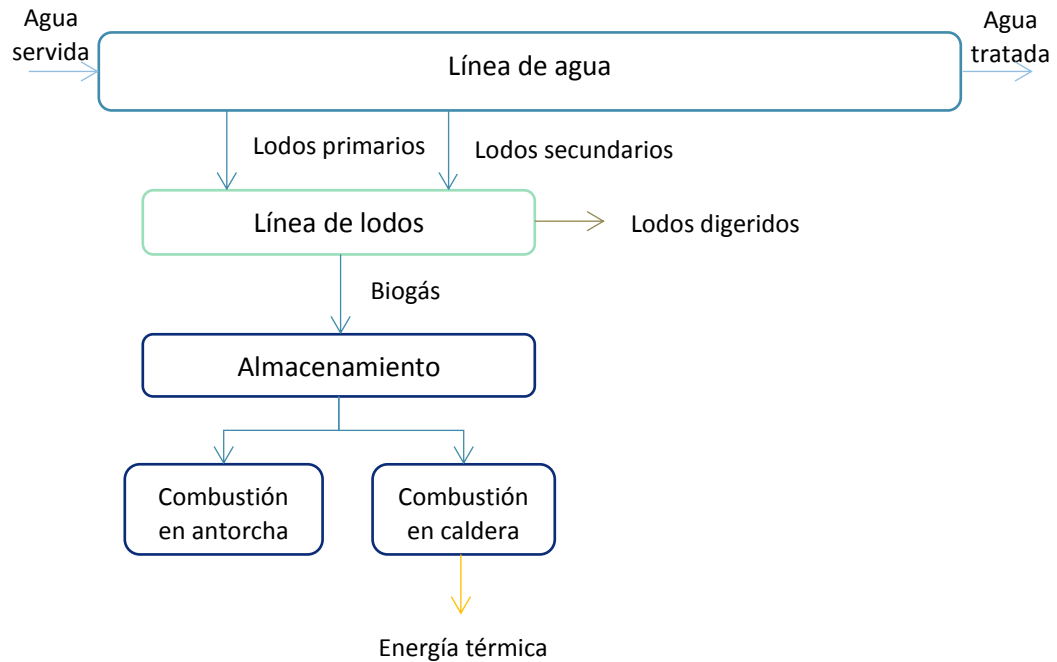 Agua
servida
Línea de agua
Agua
tratada
Lodos primarios
Lodos secundarios
Línea de lodos
Lodos digeridos
Biogás
Almacenamiento
Combustión
en antorcha
Combustión
en caldera
Energía térmica